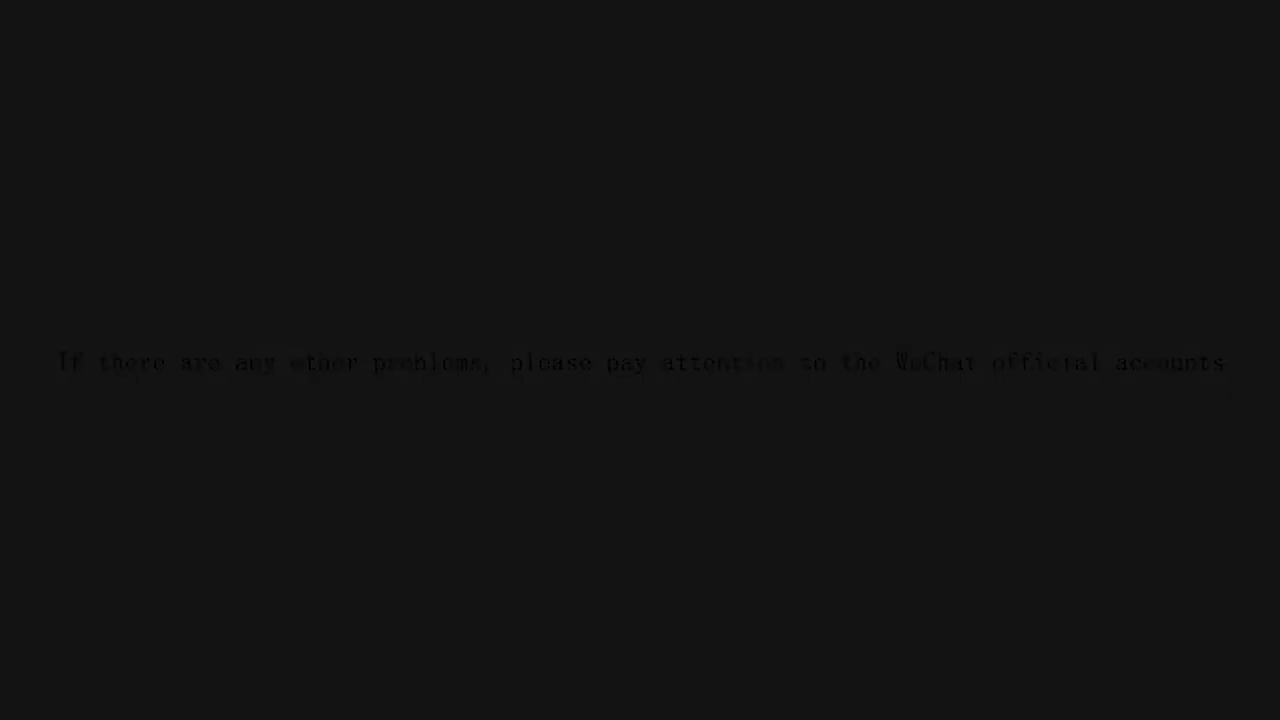 If there are any other problems, please pay attention to the WeChat official accounts